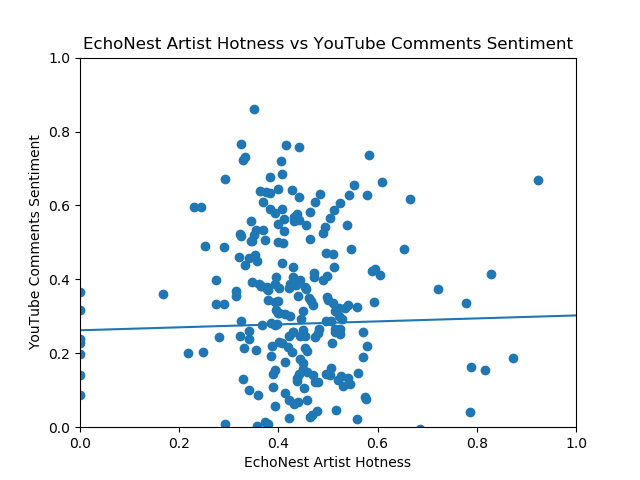 EchoNest Artist Hotness vs YouTube Comments Sentiment
1.0
0.8
0.6
0.4
0.2
0.0
YouTube Comments Sentiment
0.0 0.2 0.4 0.6 0.8 1.0
EchoNest Artist Hotness